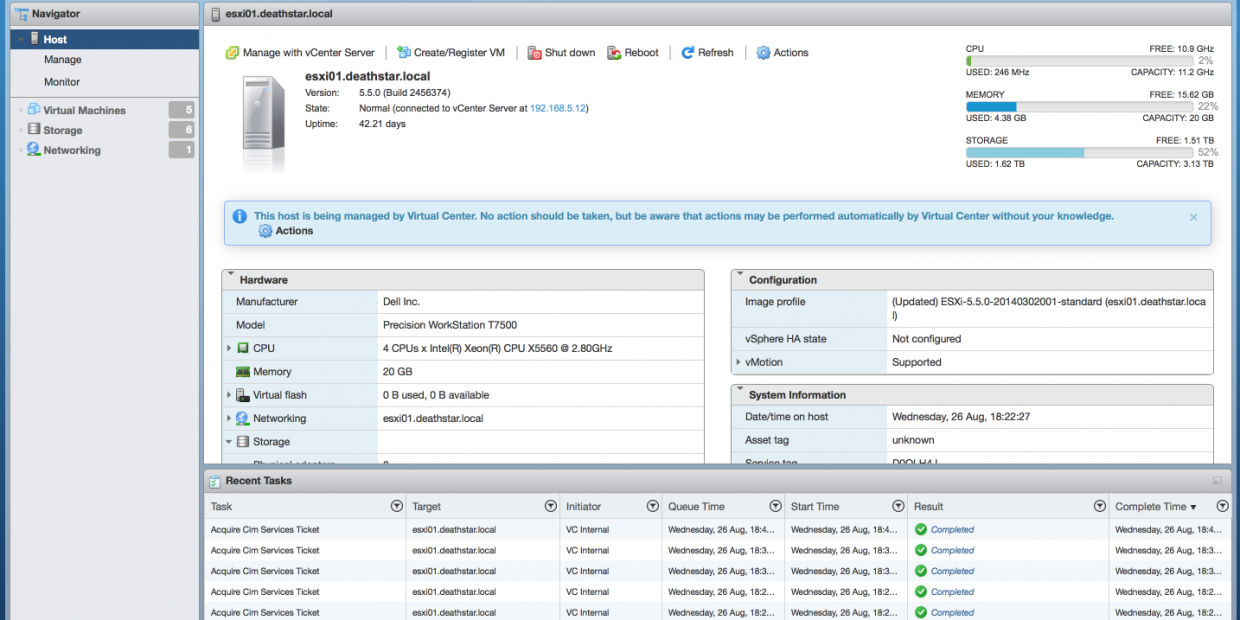 Navigator
Host
Manage
Monitor
Virtual Machines 5
Storage 6
Networking 1
esxi01.deathstar.local
Manage with vCenter Server Create/Register VM Shut down Reboot Refresh Actions
esxi01.deathstar.local
Version: 5.5.0 (Build 2456374)
State: Normal (connected to vCenter Server at 192.168.5.12)
Uptime: 42.21 days
CPU FREE: 10.9 GHz
2%
USED: 246 MHz CAPACITY: 11.2 GHz
MEMORY FREE: 15.62 GB
22%
USED: 4.38 GB CAPACITY: 20 GB
STORAGE FREE: 1.51 TB
52%
USED: 1.62 TB CAPACITY: 3.13 TB
This host is being managed by Virtual Center. No action should be taken, but be aware that actions may be performed automatically by Virtual Center without your knowledge.
Actions
Hardware
Manufacturer Dell Inc.
Model Precision WorkStation T7500
CPU 4 CPUs x Intel(R) Xeon(R) CPU X5560 @ 2.80GHz
Memory 20 GB
Virtual flash 0 B used, 0 B available
Networking esxi01.deathstar.local
Storage
Configuration
Image profile (Updated) ESXi-5.5.0-20140302001-standard (esxi01.deathstar.loca
l)
vSphere HA state Not configured
vMotion Supported
System Information
Date/time on host Wednesday, 26 Aug, 18:22:27
Asset tag unknown
Service tag
Recent Tasks
Task Target Initiator Queue Time Start Time Result Complete Time ▼
Acquire Cim Services Ticket esxi01.deathstar.local VC Internal Wednesday, 26 Aug, 18:4... Wednesday, 26 Aug, 18:4... Completed Wednesday, 26 Aug, 18:4...
Acquire Cim Services Ticket esxi01.deathstar.local VC Internal Wednesday, 26 Aug, 18:3... Wednesday, 26 Aug, 18:3... Completed Wednesday, 26 Aug, 18:3...
Acquire Cim Services Ticket esxi01.deathstar.local VC Internal Wednesday, 26 Aug, 18:3... Wednesday, 26 Aug, 18:3... Completed Wednesday, 26 Aug, 18:3...
Acquire Cim Services Ticket esxi01.deathstar.local VC Internal Wednesday, 26 Aug, 18:2... Wednesday, 26 Aug, 18:2... Completed Wednesday, 26 Aug, 18:2...
Acquire Cim Services Ticket esxi01.deathstar.local VC Internal Wednesday, 26 Aug, 18:2... Wednesday, 26 Aug, 18:2... Completed Wednesday, 26 Aug, 18:2...